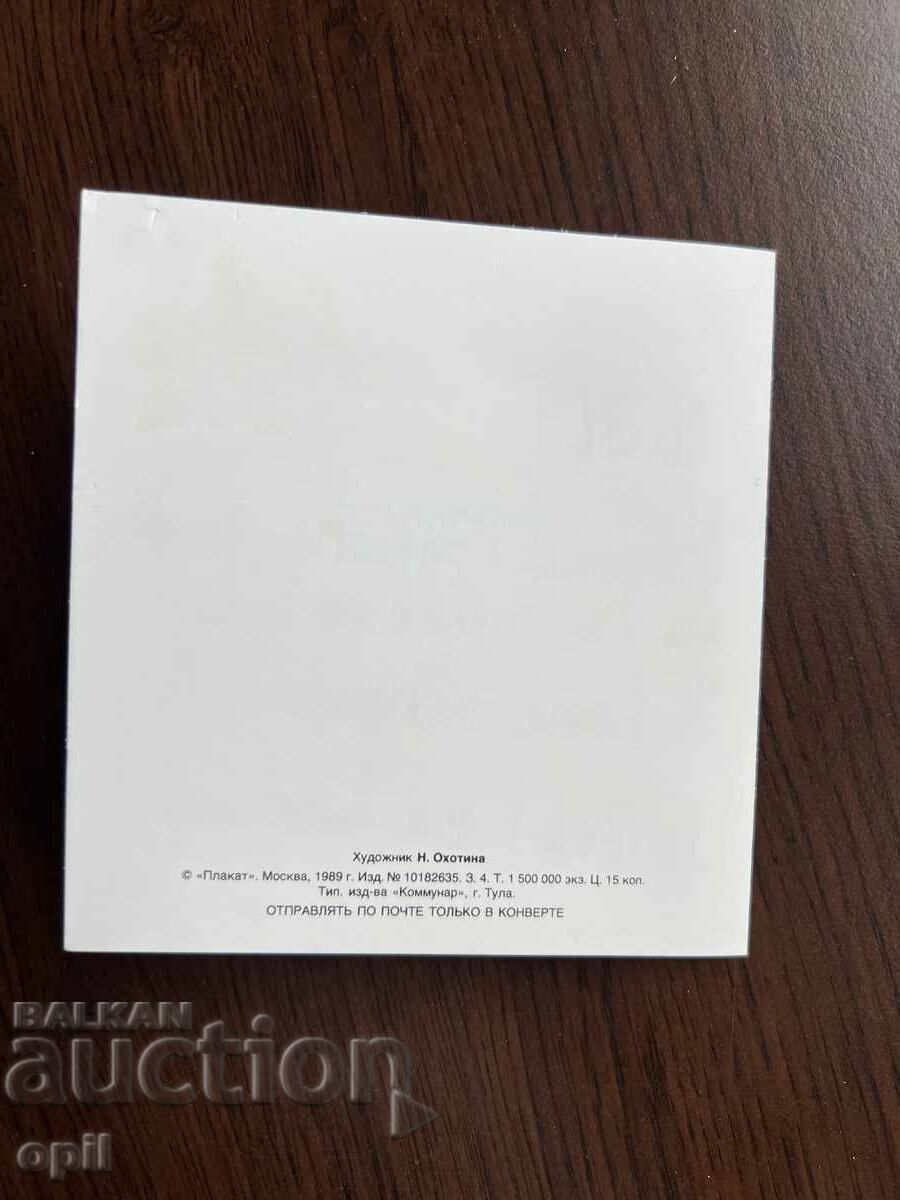 Художник Н. Охотина
© «Плакат». Москва, 1989 г. Изд. № 10182635. З. 4. Т. 1 500 000 экз. Ц. 15 коп.
Тип. изд-ва «Коммунар», г. Тула.
ОТПРАВЛЯТЬ ПО ПОЧТЕ ТОЛЬКО В КОНВЕРТЕ
BALKAN
auction
opil